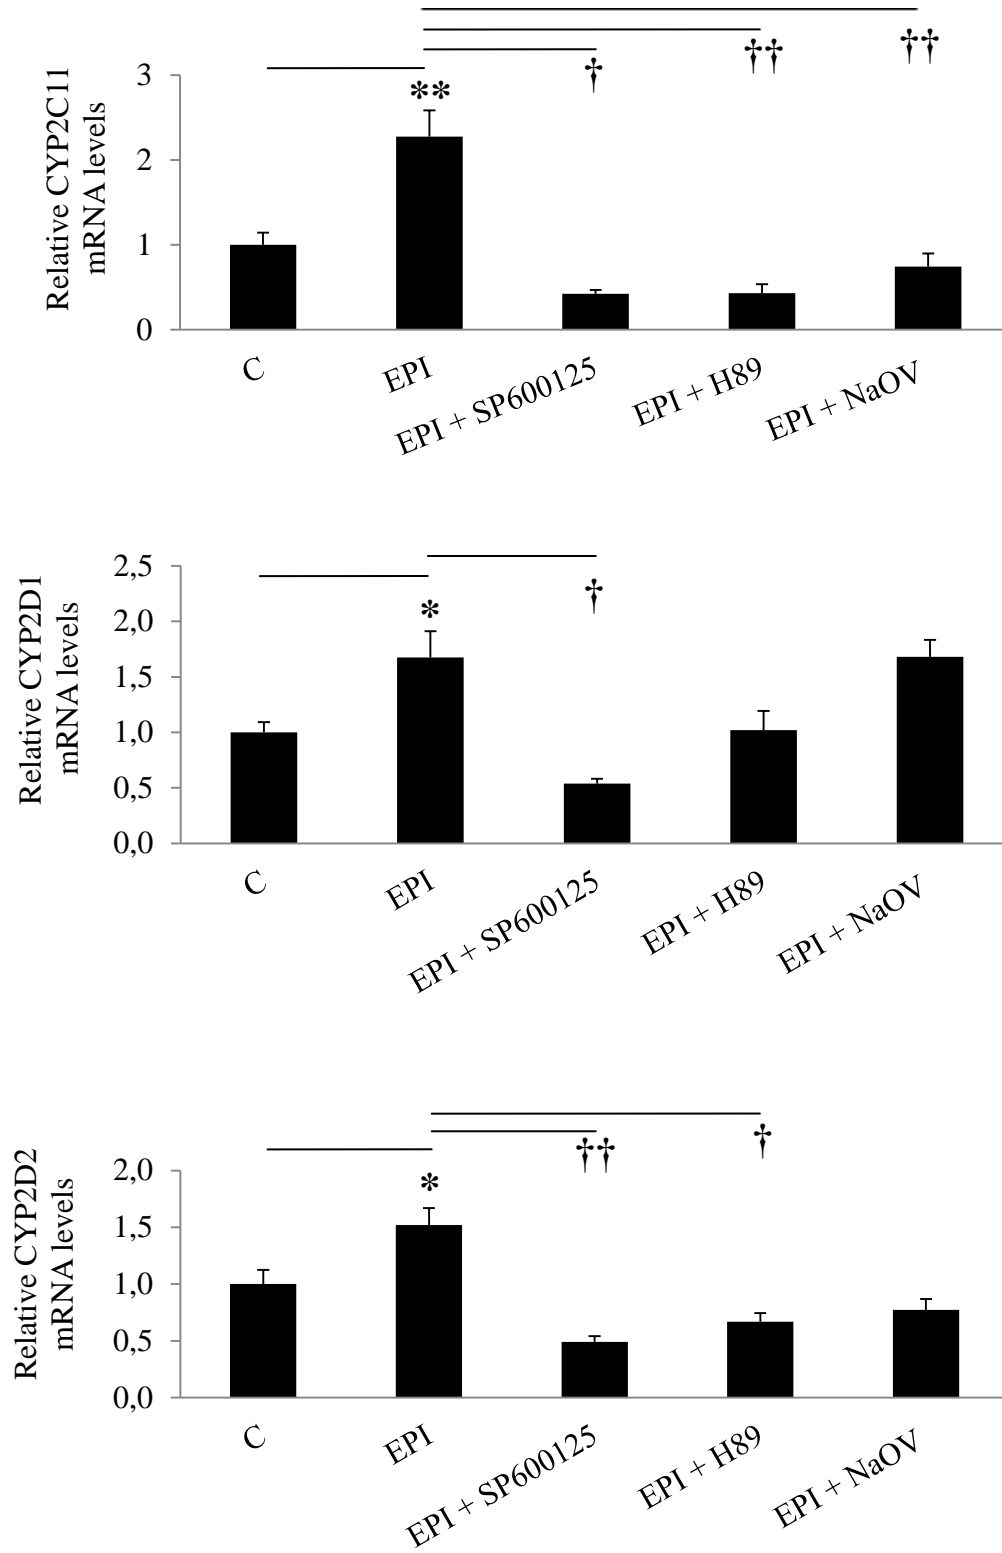 ††
††
†
Relative CYP2C11
mRNA levels
3
**
2
1
0
C
EPI
EPI + SP600125
EPI + H89
EPI + NaOV
Relative CYP2D1
mRNA levels
2,5
†
*
2,0
1,5
1,0
0,5
0,0
C
EPI
EPI + SP600125
EPI + H89
EPI + NaOV
Relative CYP2D2
mRNA levels
††
†
2,0
*
1,5
1,0
0,5
0,0
C
EPI
EPI + SP600125
EPI + H89
EPI + NaOV